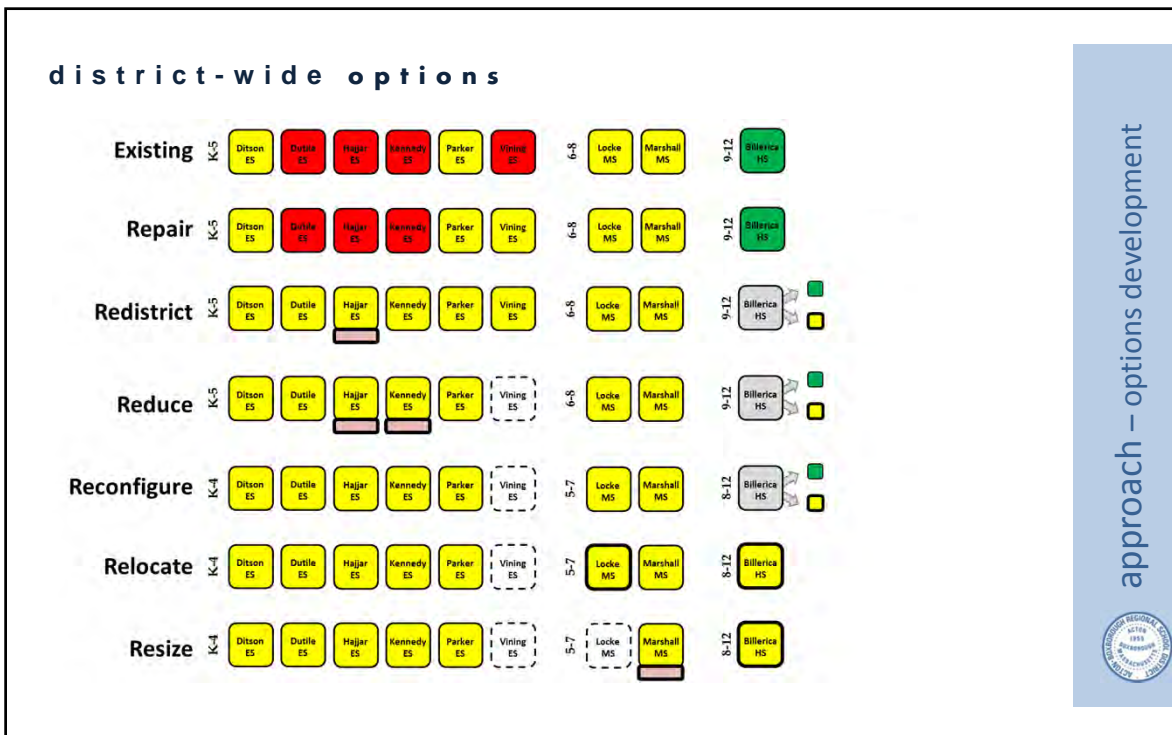 district-wide options
Existing K-5 Ditson ES Dutile ES Hajjar ES Kennedy ES Parker ES Vining ES 6-8 Locke MS Marshall MS 9-12 Billerica HS
Repair K-5 Ditson ES Dutile ES Hajjar ES Kennedy ES Parker ES Vining ES 6-8 Locke MS Marshall MS 9-12 Billerica HS
Redistrict K-5 Ditson ES Dutile ES Hajjar ES Kennedy ES Parker ES Vining ES 6-8 Locke MS Marshall MS 9-12 Billerica HS
Reduce K-5 Ditson ES Dutile ES Hajjar ES Kennedy ES Parker ES Vining ES 6-8 Locke MS Marshall MS 9-12 Billerica HS
Reconfigure K-4 Ditson ES Dutile ES Hajjar ES Kennedy ES Parker ES Vining ES 5-7 Locke MS Marshall MS 8-12 Billerica HS
Relocate K-4 Ditson ES Dutile ES Hajjar ES Kennedy ES Parker ES Vining ES 5-7 Locke MS Marshall MS 8-12 Billerica HS
Resize K-4 Ditson ES Dutile ES Hajjar ES Kennedy ES Parker ES Vining ES 5-7 Locke MS Marshall MS 8-12 Billerica HS
approach – options development
ACTON-BOXBOROUGH REGIONAL SCHOOL DISTRICT
ACTON
1955
BOXBOROUGH
MASSACHUSETTS